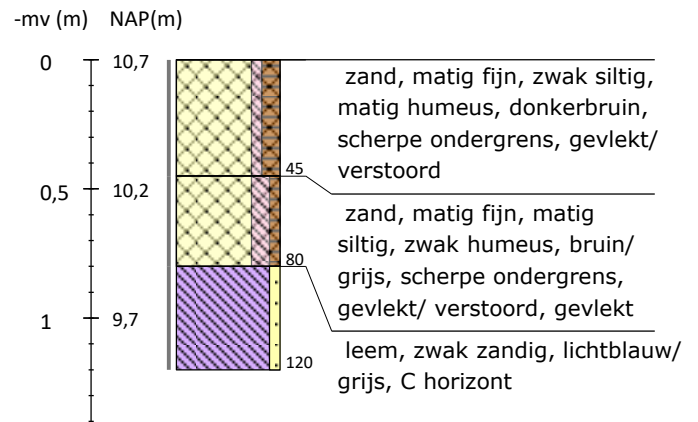 -mv (m) NAP(m)
0 10,7
zand, matig fijn, zwak siltig,
matig humeus, donkerbruin,
scherpe ondergrens, gevlekt/
verstoord
45
0,5 10,2
zand, matig fijn, matig
siltig, zwak humeus, bruin/
grijs, scherpe ondergrens,
gevlekt/ verstoord, gevlekt
80
1 9,7
leem, zwak zandig, lichtblauw/
grijs, C horizont
120